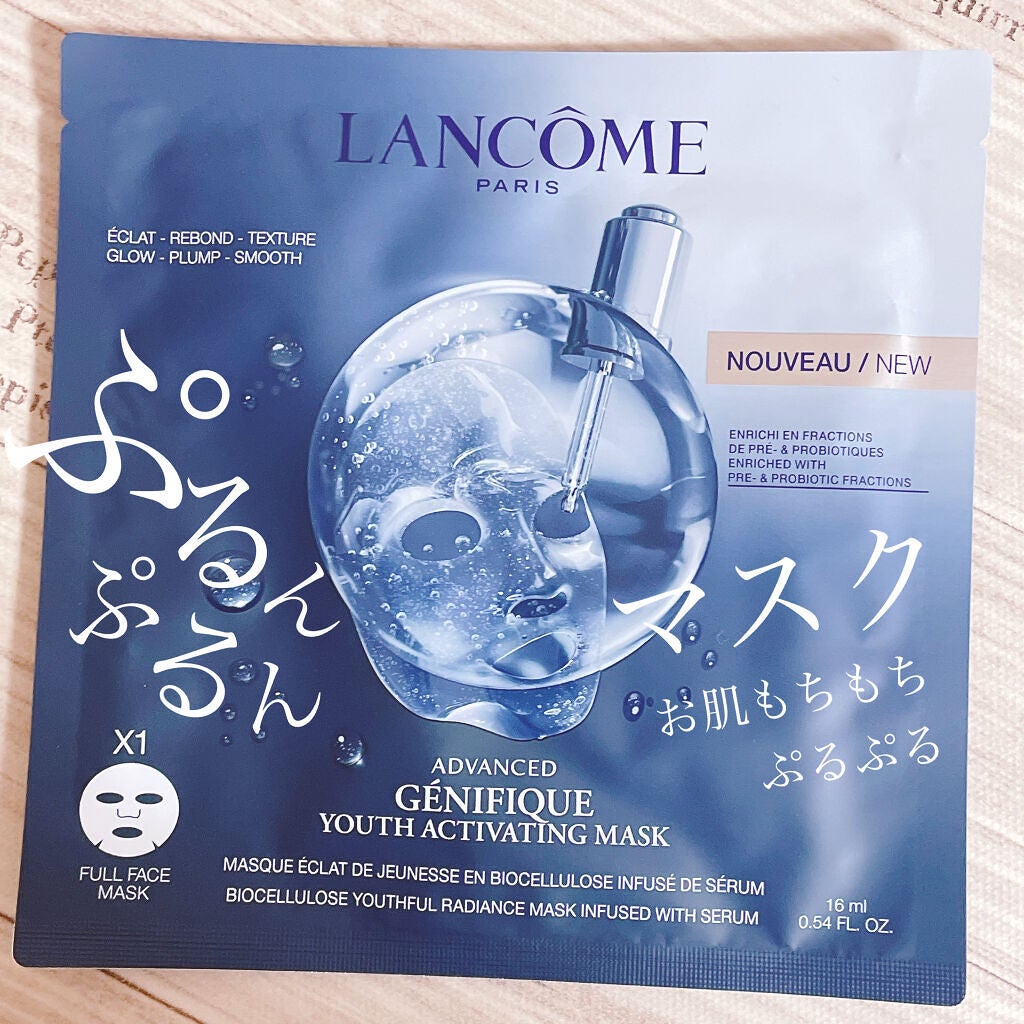 LANCÔME
PARIS
ÉCLAT - REBOND - TEXTURE
GLOW - PLUMP - SMOOTH
NOUVEAU / NEW
ENRICHI EN FRACTIONS
DE PRÉ- & PROBIOTIQUES
ENRICHED WITH
PRE- & PROBIOTIC FRACTIONS
ぷるん
ぷるん
マスク
お肌もちもち
ぷるぷる
X1
FULL FACE
MASK
ADVANCED
GÉNIFIQUE
YOUTH ACTIVATING MASK
MASQUE ÉCLAT DE JEUNESSE EN BIOCELLULOSE INFUSÉ DE SÉRUM
BIOCELLULOSE YOUTHFUL RADIANCE MASK INFUSED WITH SERUM
16 ml
0.54 FL. OZ.